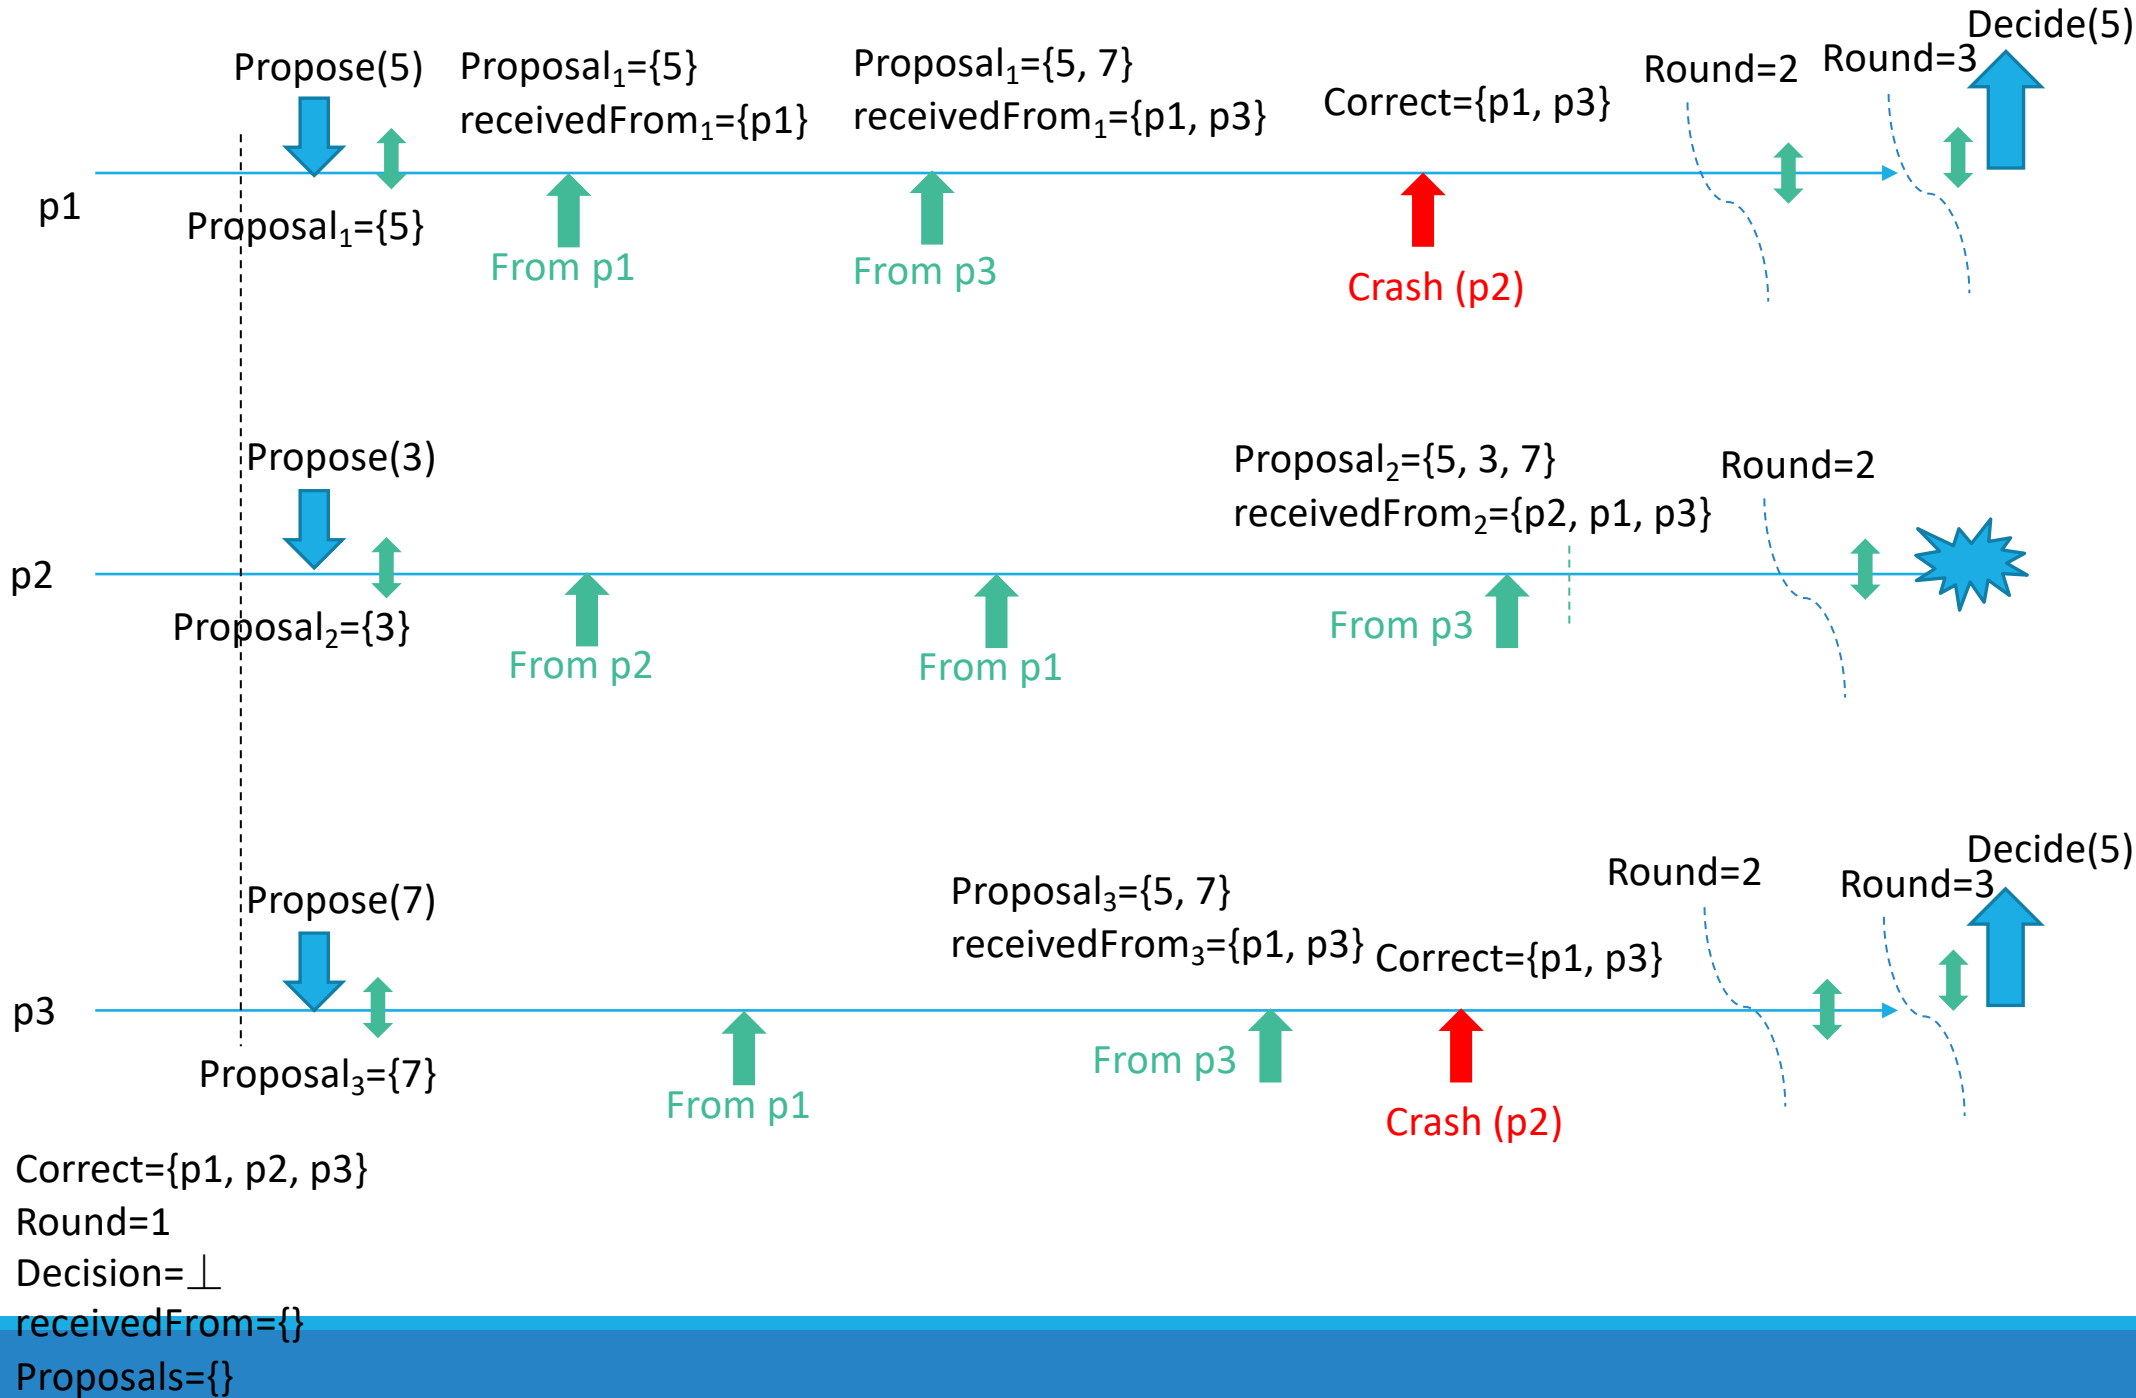 Decide(5)
Propose(5)
Proposal₁={5}
receivedFrom₁={p1}
Proposal₁={5, 7}
receivedFrom₁={p1, p3}
Correct={p1, p3}
Round=2
Round=3
p1
Proposal₁={5}
From p1
From p3
Crash (p2)
Propose(3)
Proposal₂={5, 3, 7}
receivedFrom₂={p2, p1, p3}
Round=2
p2
Proposal₂={3}
From p2
From p1
From p3
Decide(5)
Propose(7)
Proposal₃={5, 7}
receivedFrom₃={p1, p3}
Correct={p1, p3}
Round=2
Round=3
p3
Proposal₃={7}
From p1
From p3
Crash (p2)
Correct={p1, p2, p3}
Round=1
Decision=⊥
receivedFrom={}
Proposals={}